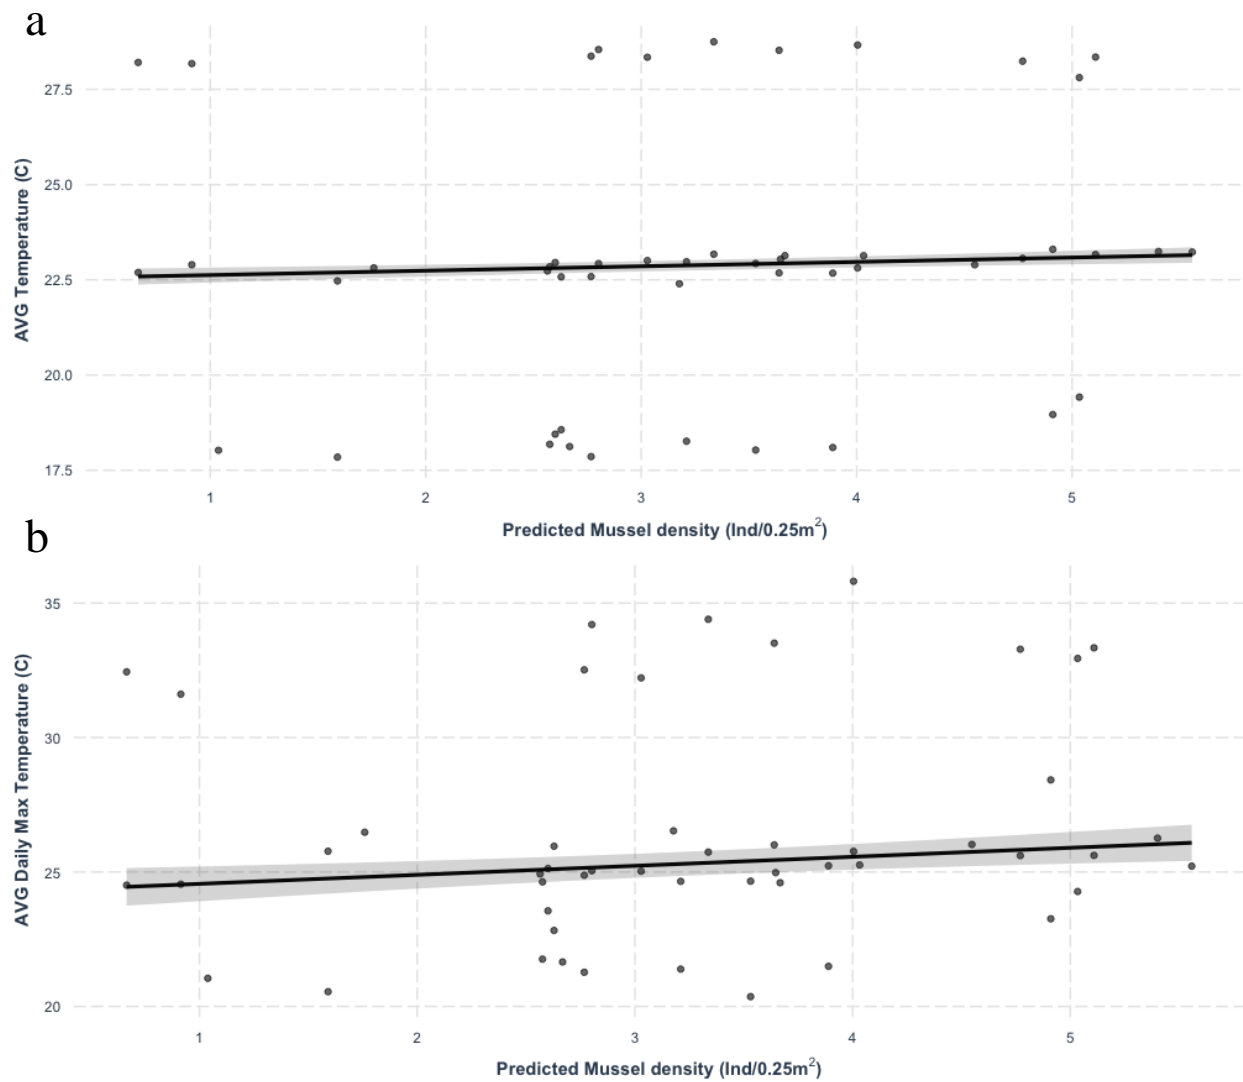 a
27.5
25.0
22.5
20.0
17.5
AVG Temperature (C)
1 2 3 4 5
Predicted Mussel density (Ind/0.25m²)
b
35
30
25
20
AVG Daily Max Temperature (C)
1 2 3 4 5
Predicted Mussel density (Ind/0.25m²)